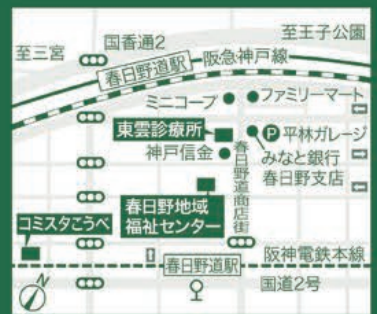 国香通2
至三宮
至王子公園
春日野道駅
阪急神戸線
ミニコープ
ファミリーマート
東雲診療所
P 平林ガレージ
神戸信金
みなと銀行
春日野支店
春日野道商店街
春日野地域
福祉センター
コミスタこうべ
阪神電鉄本線
春日野道駅
国道2号
N